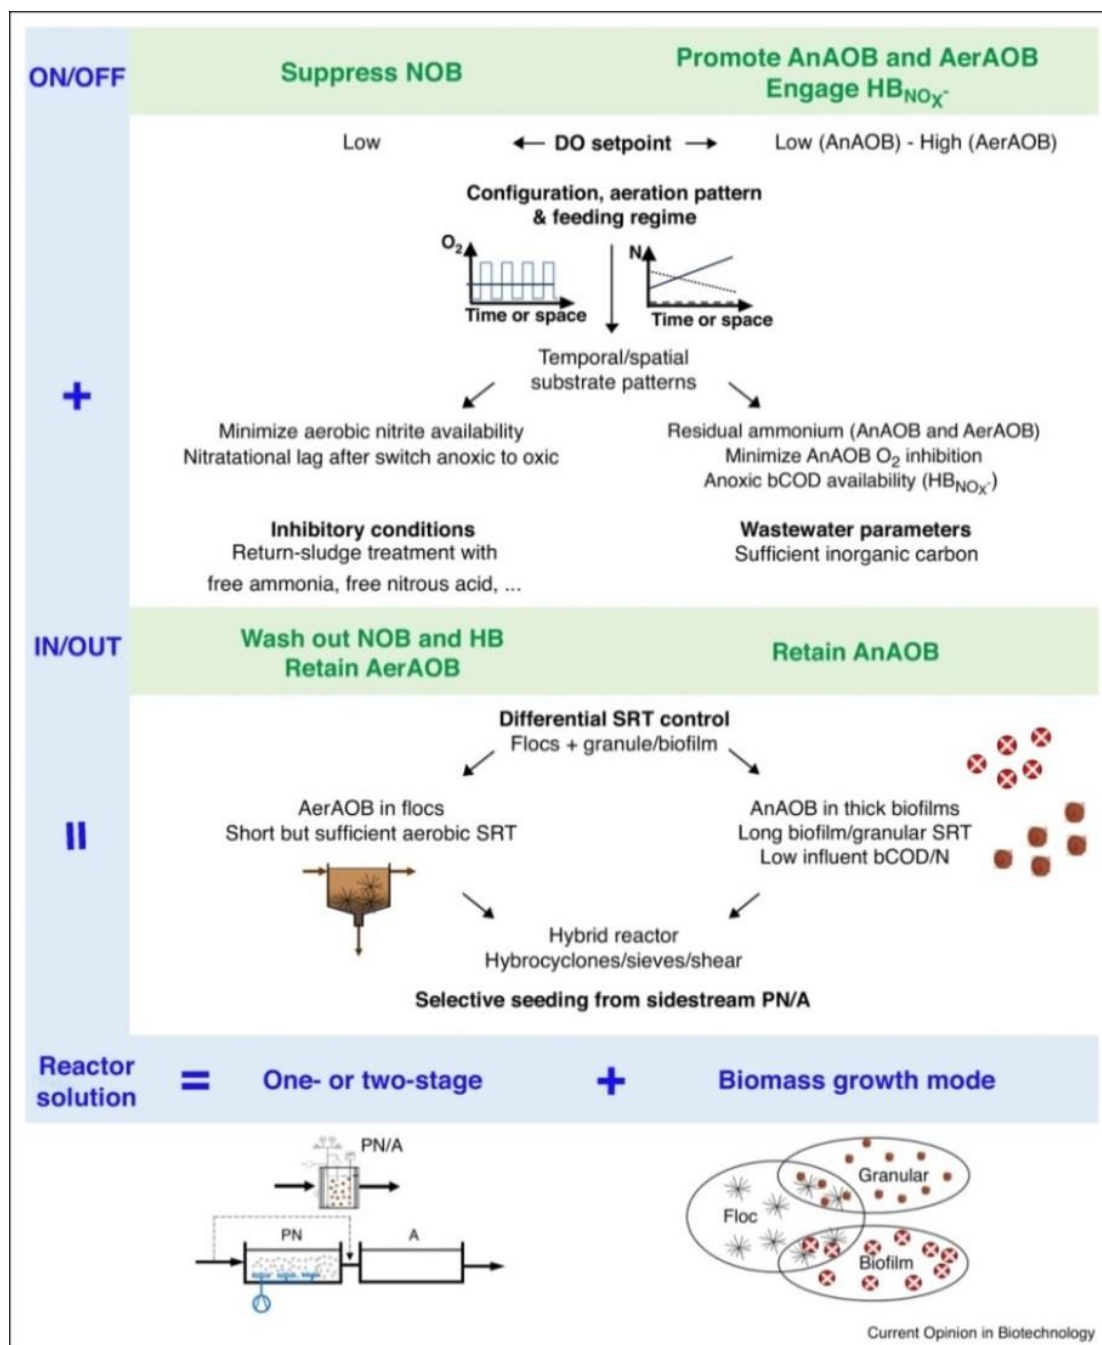 ON/OFF
Suppress NOB
Promote AnAOB and AerAOB
Engage HBNOx-
Low
← DO setpoint →
Low (AnAOB) - High (AerAOB)
Configuration, aeration pattern
& feeding regime
O2
Time or space
N
Time or space
Temporal/spatial
substrate patterns
+
Minimize aerobic nitrite availability
Nitratational lag after switch anoxic to oxic
Residual ammonium (AnAOB and AerAOB)
Minimize AnAOB O2 inhibition
Anoxic bCOD availability (HBNOx-)
Inhibitory conditions
Return-sludge treatment with
free ammonia, free nitrous acid, ...
Wastewater parameters
Sufficient inorganic carbon
IN/OUT
Wash out NOB and HB
Retain AerAOB
Retain AnAOB
Differential SRT control
Flocs + granule/biofilm
=
AerAOB in flocs
Short but sufficient aerobic SRT
AnAOB in thick biofilms
Long biofilm/granular SRT
Low influent bCOD/N
Hybrid reactor
Hybrocyclones/sieves/shear
Selective seeding from sidestream PN/A
Reactor
solution
=
One- or two-stage
+
Biomass growth mode
PN/A
PN
A
Granular
Floc
Biofilm
Current Opinion in Biotechnology